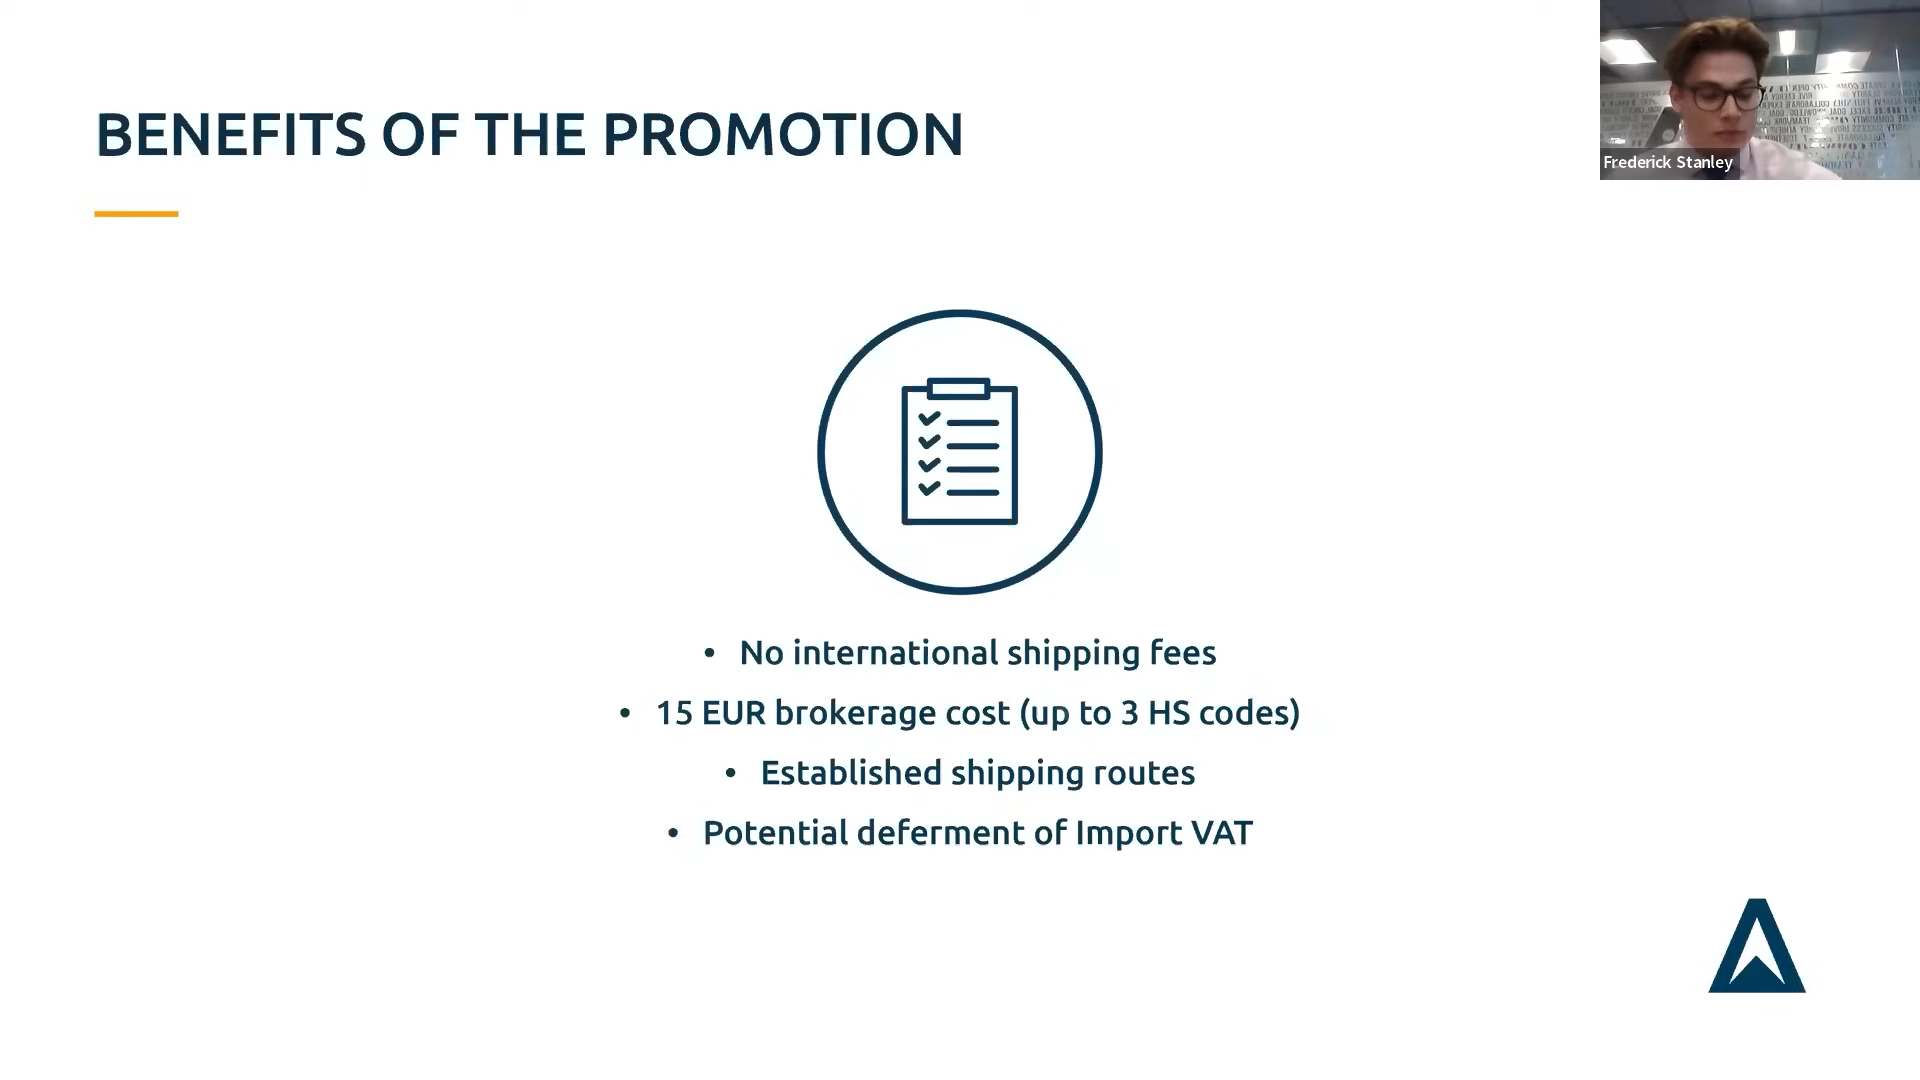 BENEFITS OF THE PROMOTION
Frederick Stanley
• No international shipping fees
• 15 EUR brokerage cost (up to 3 HS codes)
• Established shipping routes
• Potential deferment of Import VAT